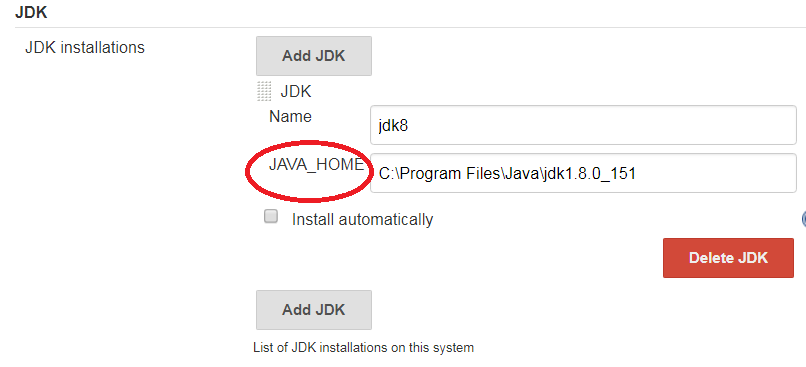 JDK
JDK installations
Add JDK
JDK
Name
jdk8
JAVA_HOME
C:\Program Files\Java\jdk1.8.0_151
Install automatically
Delete JDK
Add JDK
List of JDK installations on this system